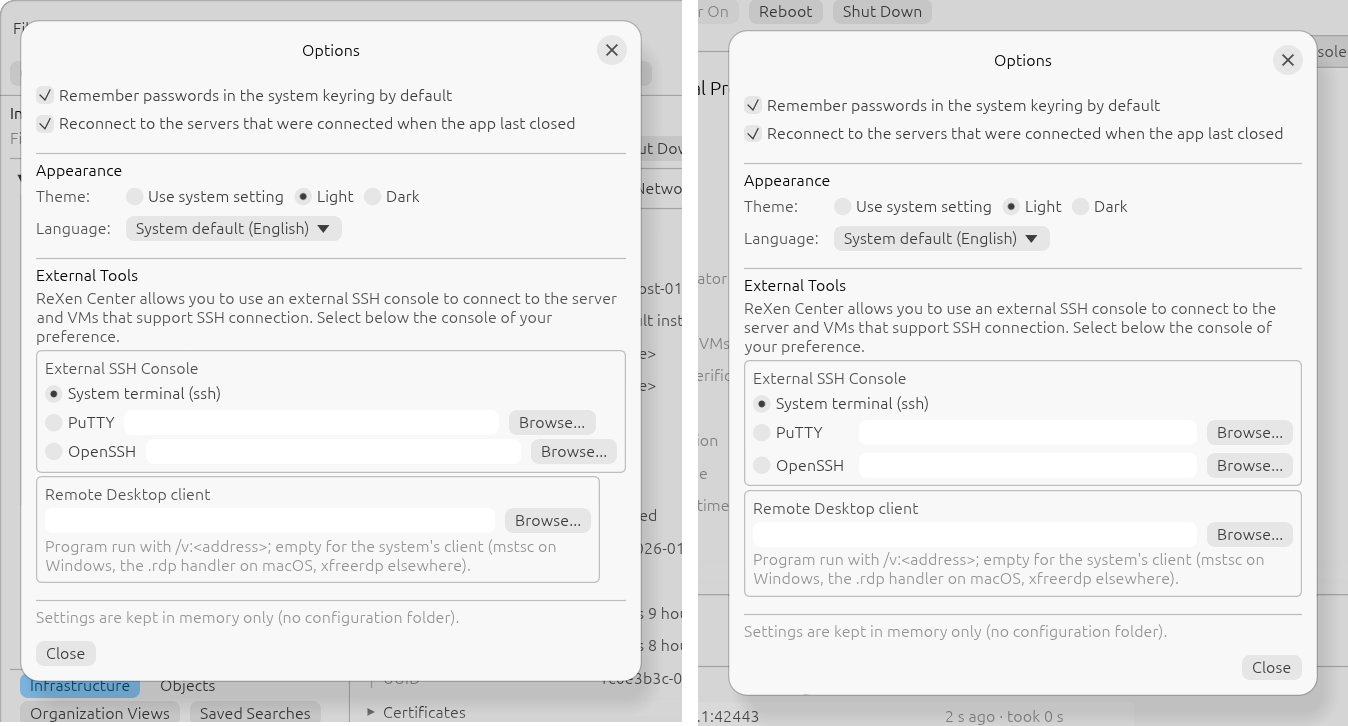 Options
Remember passwords in the system keyring by default
Reconnect to the servers that were connected when the app last closed
Appearance
Theme: Use system setting Light Dark
Language: System default (English)
External Tools
ReXen Center allows you to use an external SSH console to connect to the server
and VMs that support SSH connection. Select below the console of your
preference.
External SSH Console
System terminal (ssh)
PuTTY Browse...
OpenSSH Browse...
Remote Desktop client
Browse...
Program run with /v:<address>; empty for the system's client (mstsc on
Windows, the .rdp handler on macOS, xfreerdp elsewhere).
Settings are kept in memory only (no configuration folder).
Close
Infrastructure Objects
Organization Views Saved Searches
Certificates
er On Reboot Shut Down
Options
Remember passwords in the system keyring by default
Reconnect to the servers that were connected when the app last closed
Appearance
Theme: Use system setting Light Dark
Language: System default (English)
External Tools
ReXen Center allows you to use an external SSH console to connect to the
server and VMs that support SSH connection. Select below the console of
your preference.
External SSH Console
System terminal (ssh)
PuTTY Browse...
OpenSSH Browse...
Remote Desktop client
Browse...
Program run with /v:<address>; empty for the system's client (mstsc on
Windows, the .rdp handler on macOS, xfreerdp elsewhere).
Settings are kept in memory only (no configuration folder).
Close
.1:42443 2 s ago · took 0 s